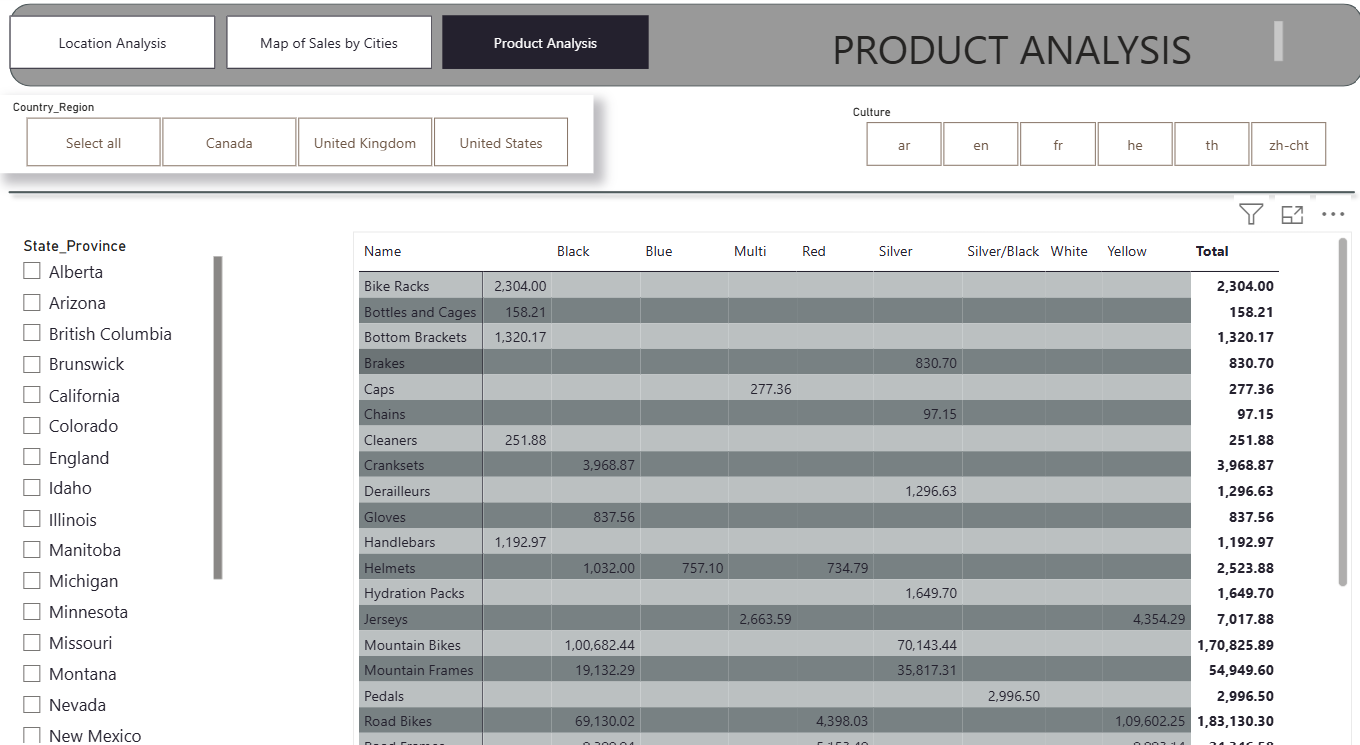 Location Analysis Map of Sales by Cities Product Analysis PRODUCT ANALYSIS
Country_Region
Select all Canada United Kingdom United States
Culture
ar en fr he th zh-cht
State_Province
Alberta
Arizona
British Columbia
Brunswick
California
Colorado
England
Idaho
Illinois
Manitoba
Michigan
Minnesota
Missouri
Montana
Nevada
New Mexico
Name Black Blue Multi Red Silver Silver/Black White Yellow Total
Bike Racks 2,304.00 2,304.00
Bottles and Cages 158.21 158.21
Bottom Brackets 1,320.17 1,320.17
Brakes 830.70 830.70
Caps 277.36 277.36
Chains 97.15 97.15
Cleaners 251.88 251.88
Cranksets 3,968.87 3,968.87
Derailleurs 1,296.63 1,296.63
Gloves 837.56 837.56
Handlebars 1,192.97 1,192.97
Helmets 1,032.00 757.10 734.79 2,523.88
Hydration Packs 1,649.70 1,649.70
Jerseys 2,663.59 4,354.29 7,017.88
Mountain Bikes 1,00,682.44 70,143.44 1,70,825.89
Mountain Frames 19,132.29 35,817.31 54,949.60
Pedals 2,996.50 2,996.50
Road Bikes 69,130.02 4,398.03 1,09,602.25 1,83,130.30
Road Frames